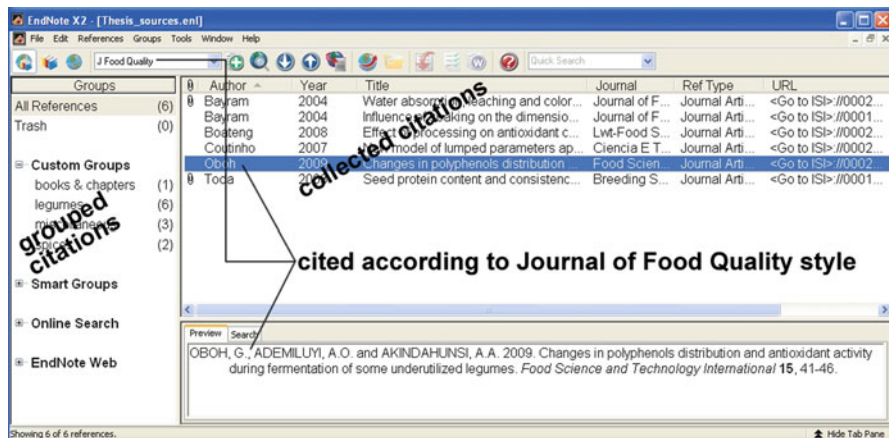 EndNote X2 - [Thesis_sources.enl]
File Edit References Groups Tools Window Help
J Food Quality
Quick Search
Groups
Author Year Title Journal Ref Type URL
All References (6)
Trash (0)
Custom Groups
books & chapters (1)
legumes (6)
(3)
(2)
Smart Groups
Online Search
EndNote Web
grouped
citations
Bayram 2004 Water absorption, leaching and color... Journal of F... Journal Arti... <Go to ISI>://0002...
Bayram 2004 Influence soaking on the dimensio... Journal of F... Journal Arti... <Go to ISI>://0001...
Boateng 2008 Effect processing on antioxidant c... Lwt-Food S... Journal Arti... <Go to ISI>://0002...
Coutinho 2007 model of lumped parameters ap... Ciencia E T... Journal Arti... <Go to ISI>://0002...
Oboh 2009 Changes in polyphenols distribution ... Food Scien... Journal Arti... <Go to ISI>://0002...
Toda Seed protein content and consistenc... Breeding S... Journal Arti... <Go to ISI>://0001...
collected citations
cited according to Journal of Food Quality style
Preview Search
OBOH, G., ADEMILUYI, A.O. and AKINDAHUNSI, A.A. 2009. Changes in polyphenols distribution and antioxidant activity
during fermentation of some underutilized legumes. Food Science and Technology International 15, 41-46.
Showing 6 of 6 references.
Hide Tab Pane